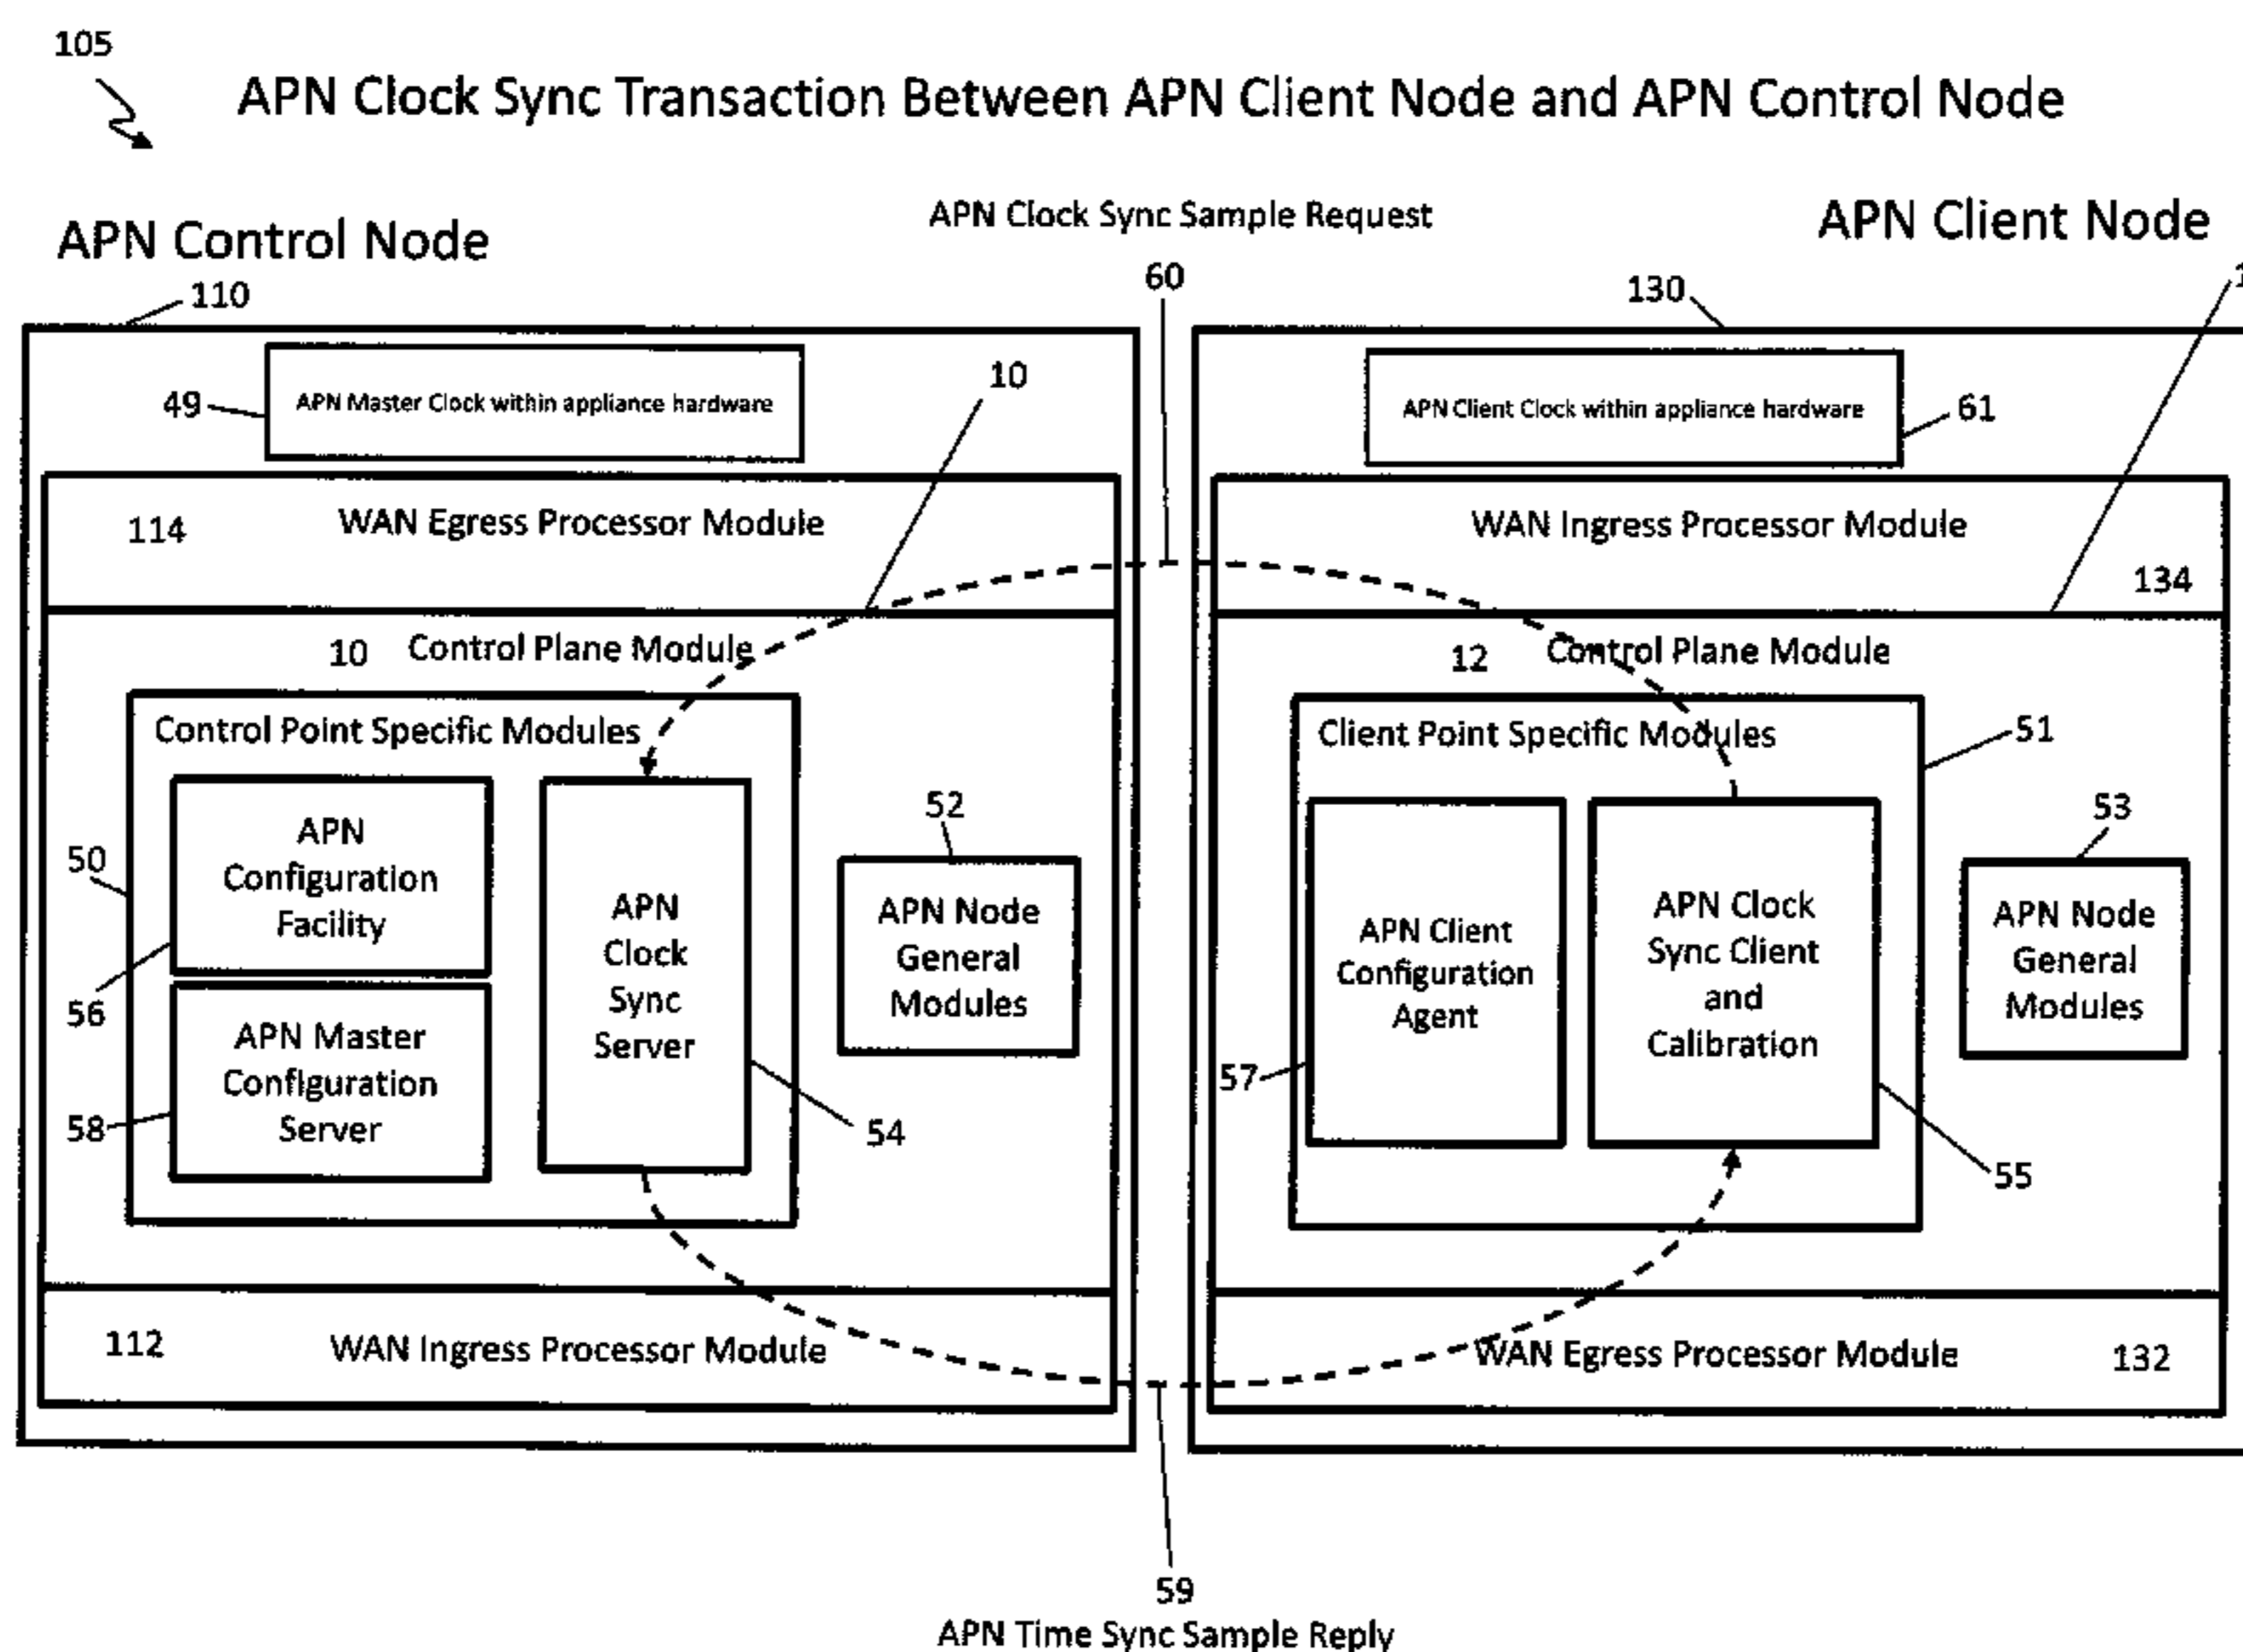 105
APN Clock Sync Transaction Between APN Client Node and APN Control Node
APN Clock Sync Sample Request
APN Control Node
APN Client Node
110
60
130
1
49
APN Master Clock within appliance hardware
10
APN Client Clock within appliance hardware
61
114
WAN Egress Processor Module
WAN Ingress Processor Module
134
10
Control Plane Module
12
Control Plane Module
Control Point Specific Modules
Client Point Specific Modules
51
50
56
58
APN
Configuration
Facility
APN Master
Configuration
Server
APN
Clock
Sync
Server
54
52
APN Node
General
Modules
57
APN Client
Configuration
Agent
APN Clock
Sync Client
and
Calibration
55
53
APN Node
General
Modules
112
WAN Ingress Processor Module
WAN Egress Processor Module
132
59
APN Time Sync Sample Reply